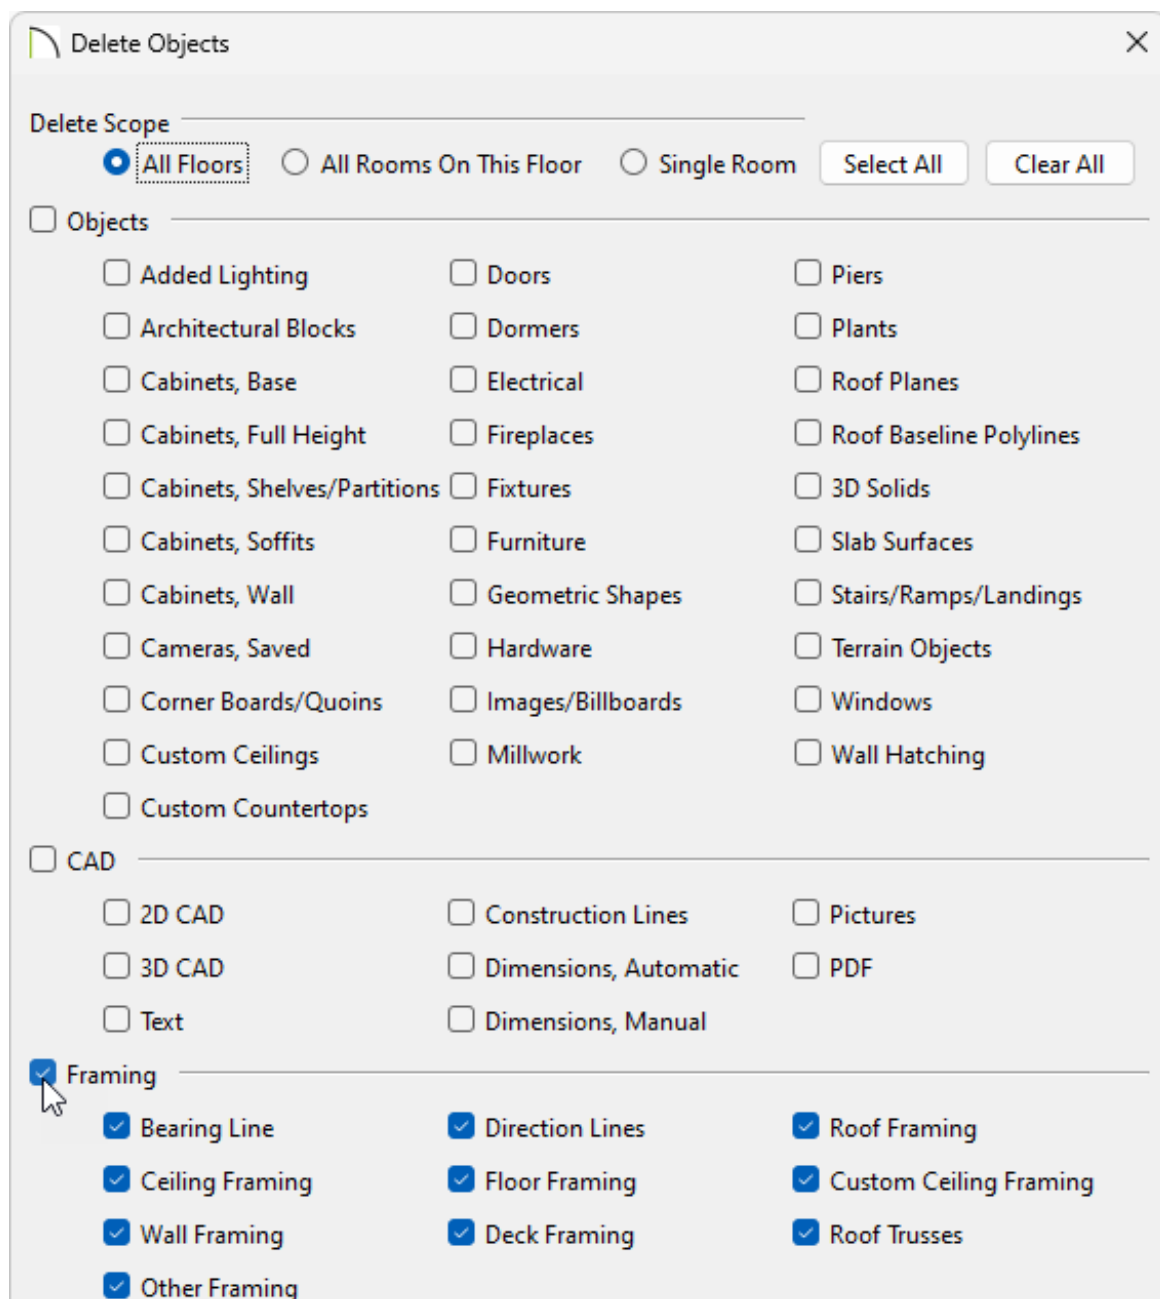 Delete Objects
Delete Scope
All Floors All Rooms On This Floor Single Room Select All Clear All
Objects
Added Lighting Doors Piers
Architectural Blocks Dormers Plants
Cabinets, Base Electrical Roof Planes
Cabinets, Full Height Fireplaces Roof Baseline Polylines
Cabinets, Shelves/Partitions Fixtures 3D Solids
Cabinets, Soffits Furniture Slab Surfaces
Cabinets, Wall Geometric Shapes Stairs/Ramps/Landings
Cameras, Saved Hardware Terrain Objects
Corner Boards/Quoins Images/Billboards Windows
Custom Ceilings Millwork Wall Hatching
Custom Countertops
CAD
2D CAD Construction Lines Pictures
3D CAD Dimensions, Automatic PDF
Text Dimensions, Manual
Framing
Bearing Line Direction Lines Roof Framing
Ceiling Framing Floor Framing Custom Ceiling Framing
Wall Framing Deck Framing Roof Trusses
Other Framing